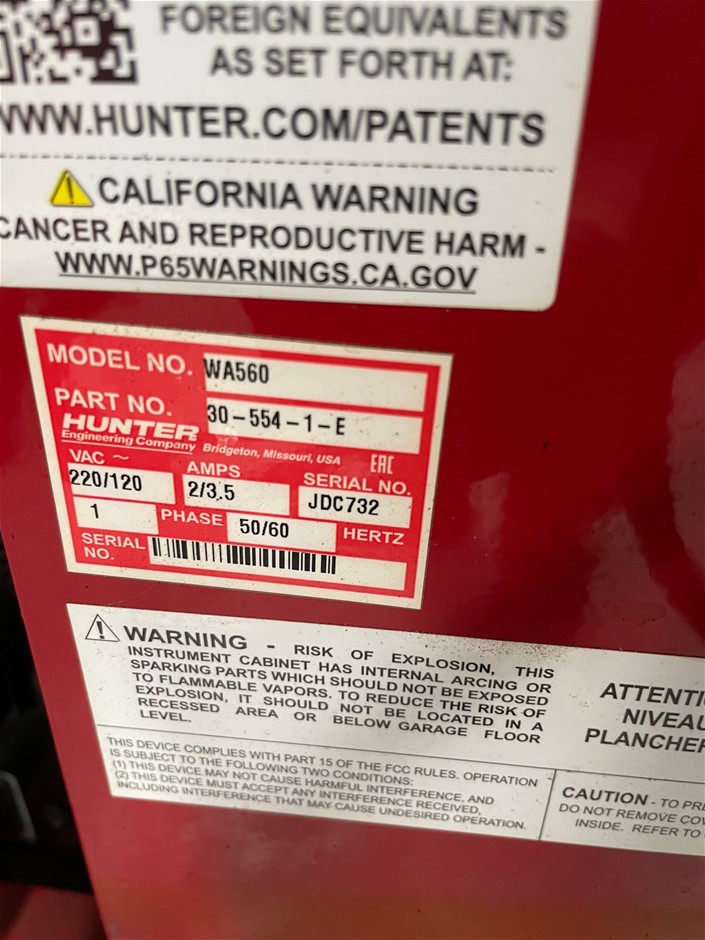 FOREIGN EQUIVALENTS
AS SET FORTH AT:
WWW.HUNTER.COM/PATENTS
CALIFORNIA WARNING
CANCER AND REPRODUCTIVE HARM -
WWW.P65WARNINGS.CA.GOV
MODEL NO. WA560
PART NO. 30-554-1-E
HUNTER
Engineering Company Bridgeton, Missouri, USA EAC
VAC ~ AMPS SERIAL NO.
220/120 2/3.5 JDC732
1 PHASE 50/60 HERTZ
SERIAL
NO.
WARNING - RISK OF EXPLOSION, THIS
INSTRUMENT CABINET HAS INTERNAL ARCING OR
SPARKING PARTS WHICH SHOULD NOT BE EXPOSED
TO FLAMMABLE VAPORS. TO REDUCE THE RISK OF
EXPLOSION, IT SHOULD NOT BE LOCATED IN A
RECESSED AREA OR BELOW GARAGE FLOOR
LEVEL.
ATTENTI
NIVEAU
PLANCHER
THIS DEVICE COMPLIES WITH PART 15 OF THE FCC RULES. OPERATION
IS SUBJECT TO THE FOLLOWING TWO CONDITIONS:
(1) THIS DEVICE MAY NOT CAUSE HARMFUL INTERFERENCE, AND
(2) THIS DEVICE MUST ACCEPT ANY INTERFERENCE RECEIVED,
INCLUDING INTERFERENCE THAT MAY CAUSE UNDESIRED OPERATION.
CAUTION - TO PRE
DO NOT REMOVE COV
INSIDE. REFER TO